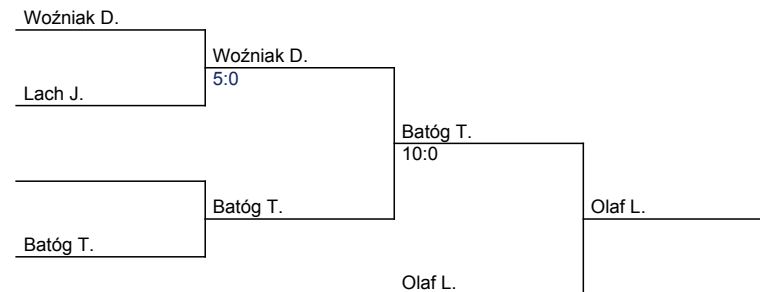 Woźniak D.
Woźniak D.
5:0
Lach J.
Batóg T.
10:0
Batóg T.
Olaf L.
Batóg T.
Olaf L.